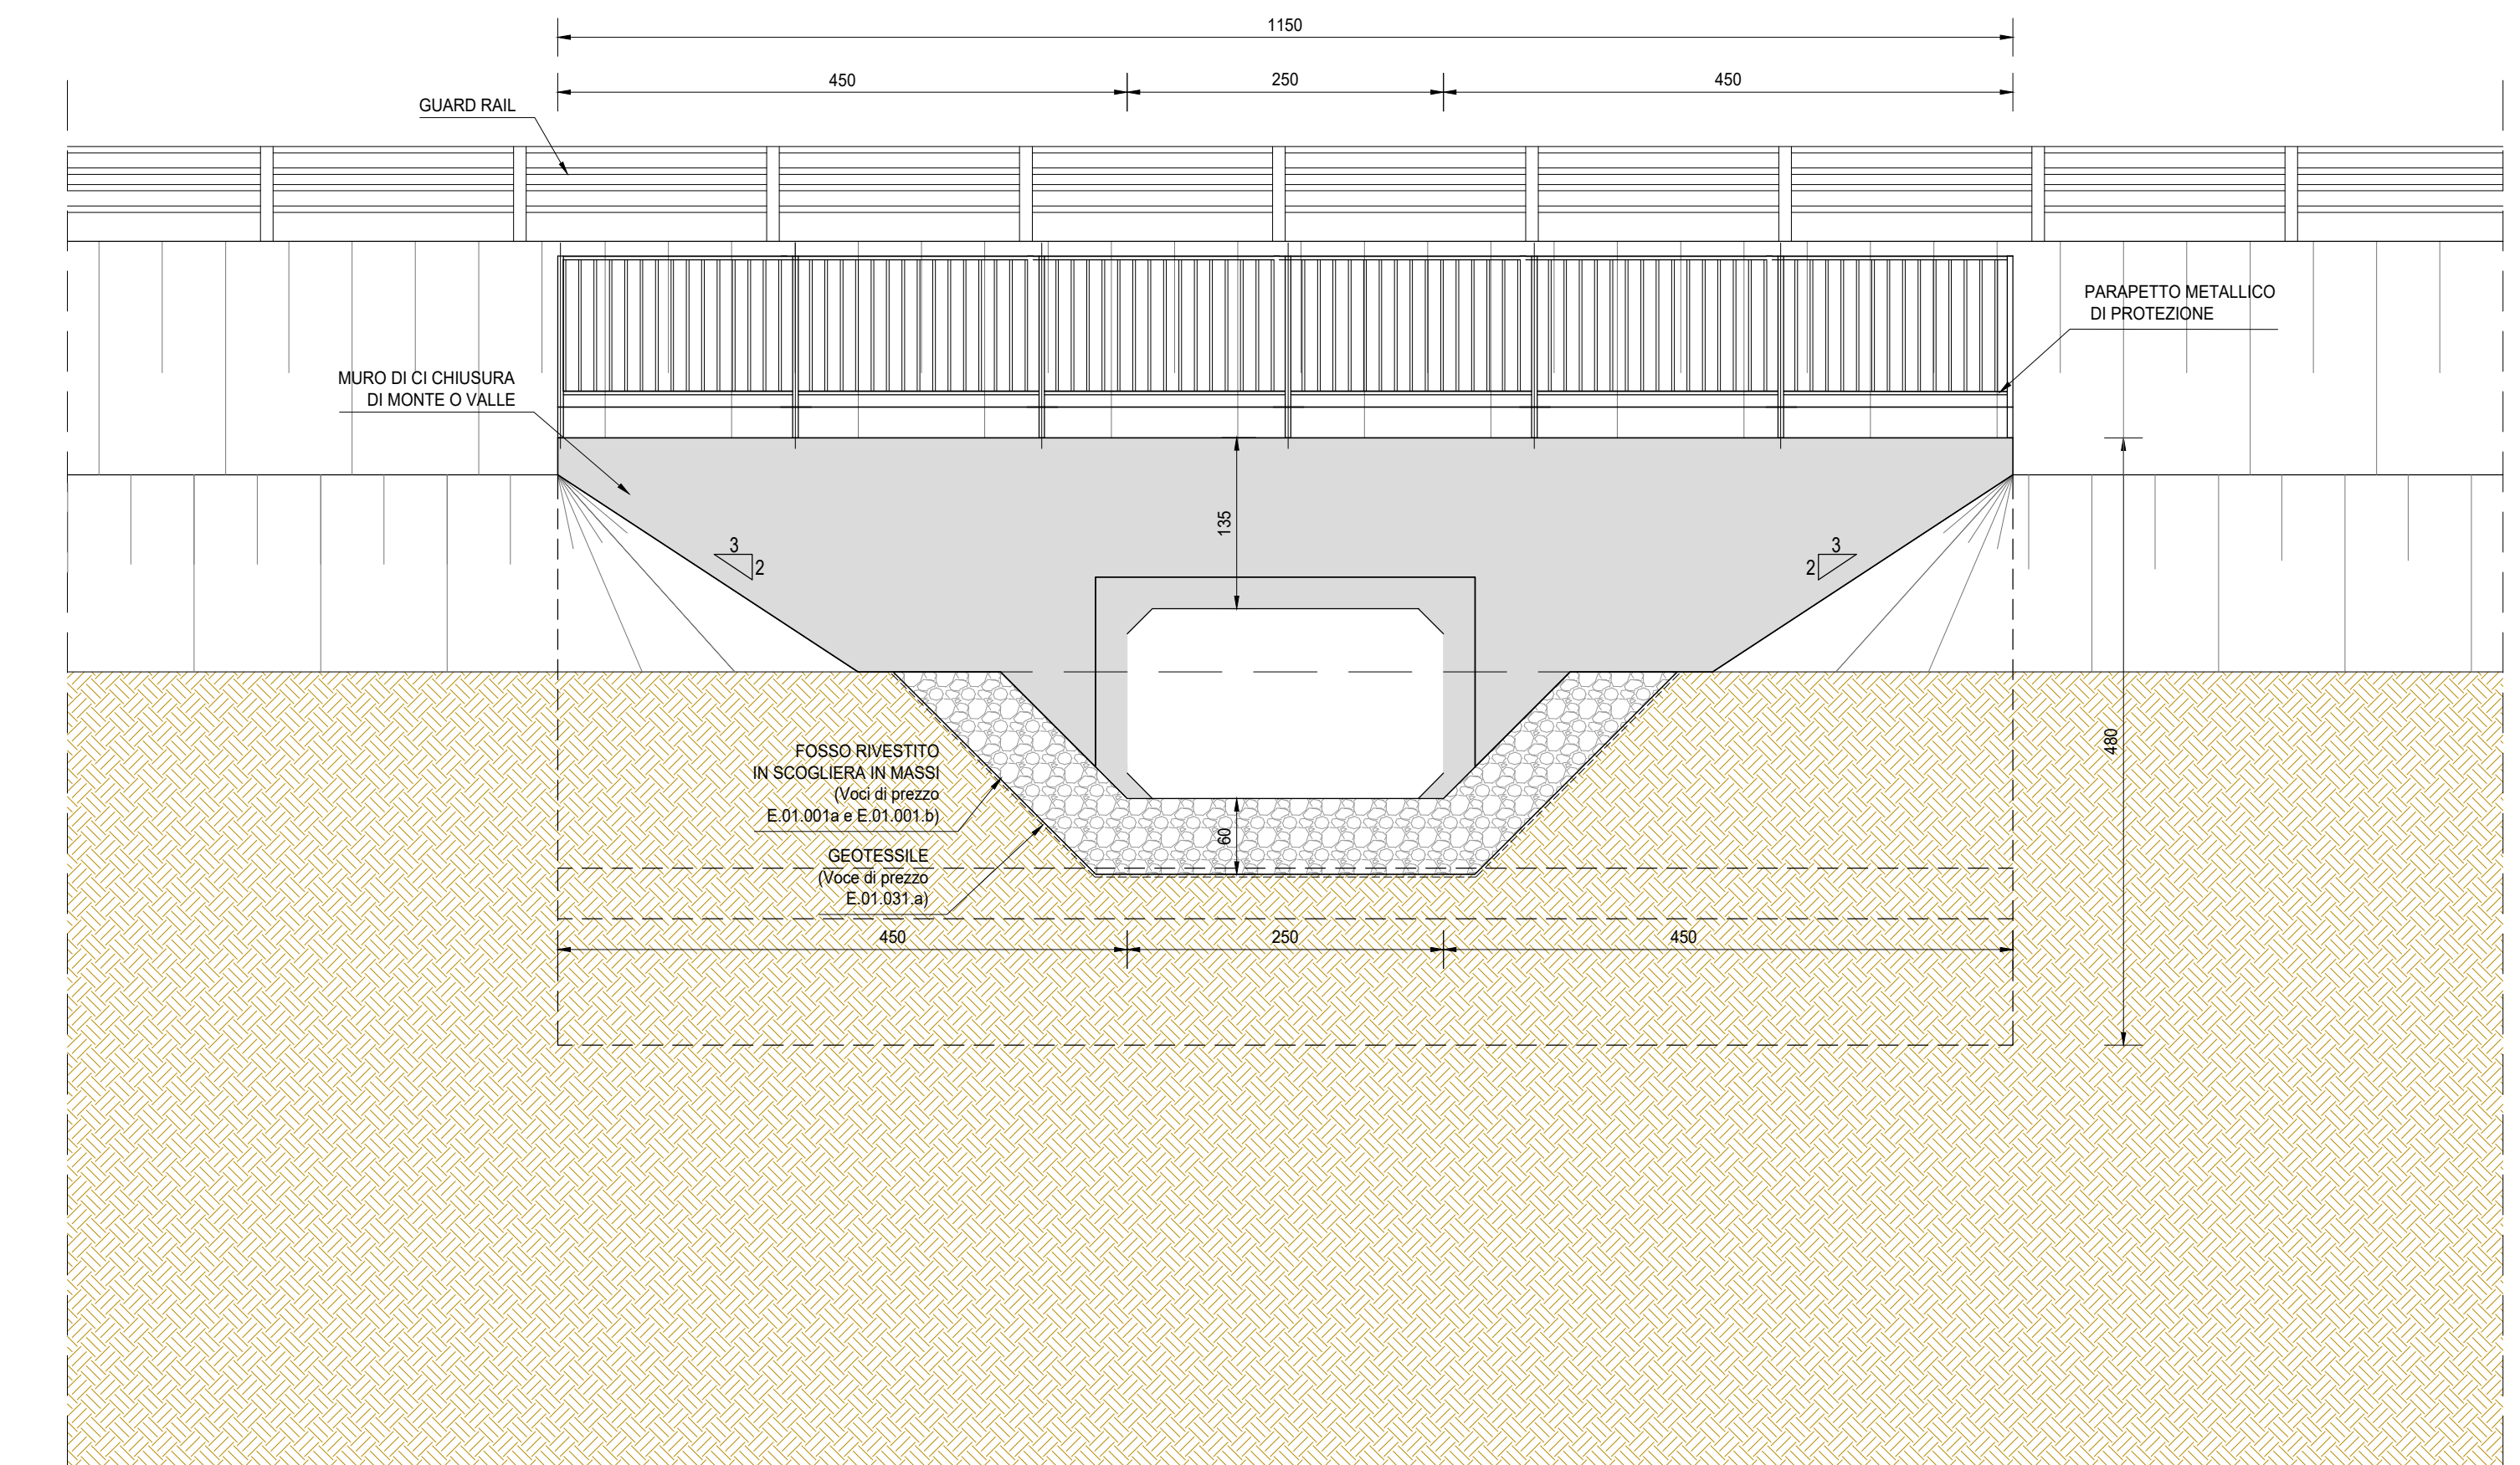 1150
450
250
450
GUARD RAIL
PARAPETTO METALLICO
DI PROTEZIONE
MURO DI CI CHIUSURA
DI MONTE O VALLE
135
3
2
3
2
FOSSO RIVESTITO
IN SCOGLIERA IN MASSI
(Voci di prezzo
E.01.001a e E.01.001.b)
480
60
GEOTESSILE
(Voce di prezzo
E.01.031.a)
450
250
450